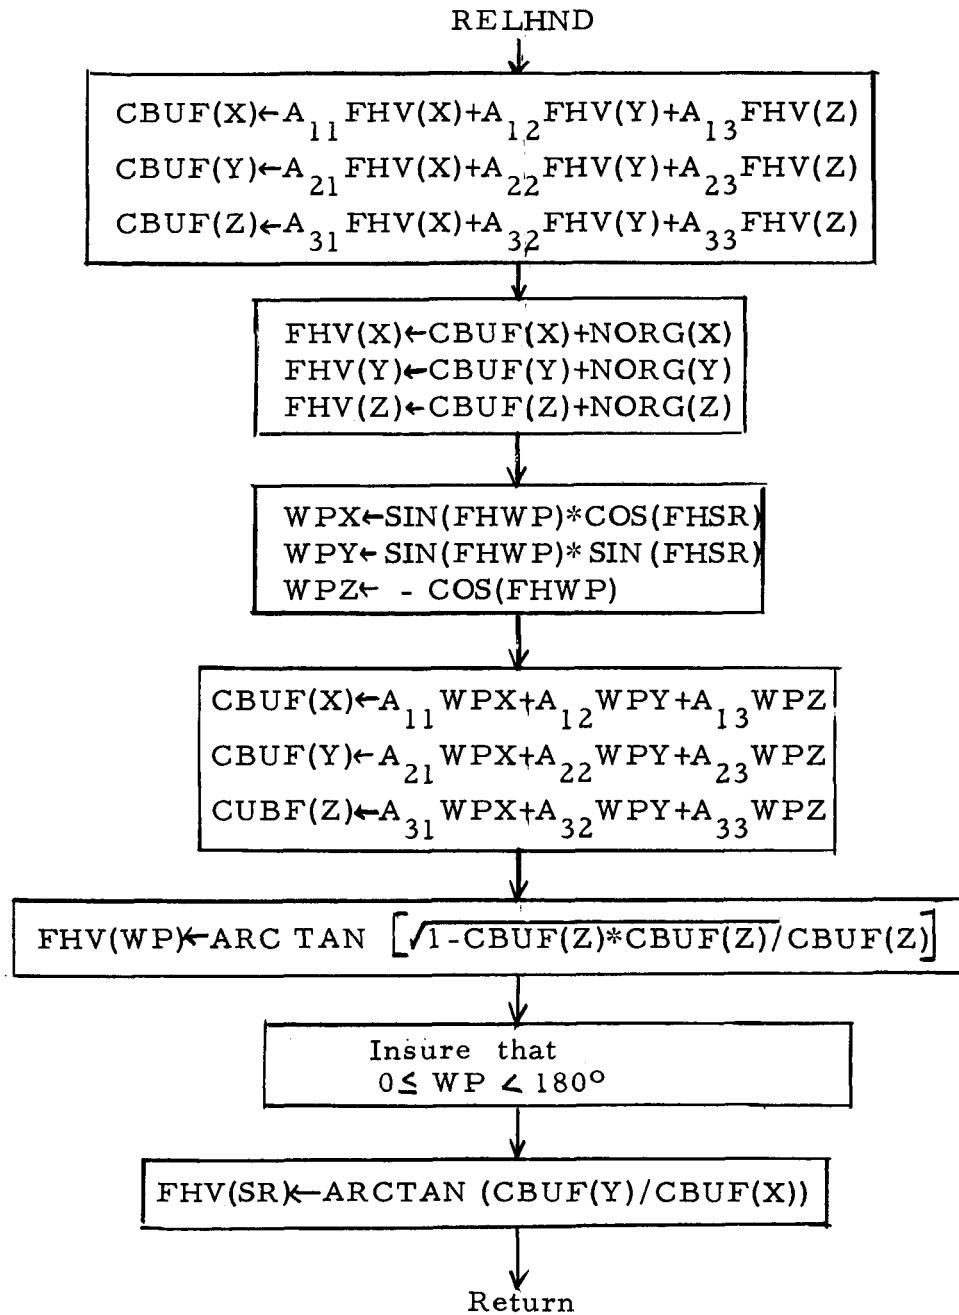 RELHND
CBUF(X)←A₁₁FHV(X)+A₁₂FHV(Y)+A₁₃FHV(Z)
CBUF(Y)←A₂₁FHV(X)+A₂₂FHV(Y)+A₂₃FHV(Z)
CBUF(Z)←A₃₁FHV(X)+A₃₂FHV(Y)+A₃₃FHV(Z)
FHV(X)←CBUF(X)+NORG(X)
FHV(Y)←CBUF(Y)+NORG(Y)
FHV(Z)←CBUF(Z)+NORG(Z)
WPX←SIN(FHWP)*COS(FHSR)
WPY←SIN(FHWP)*SIN(FHSR)
WPZ← - COS(FHWP)
CBUF(X)←A₁₁WPX+A₁₂WPY+A₁₃WPZ
CBUF(Y)←A₂₁WPX+A₂₂WPY+A₂₃WPZ
CUBF(Z)←A₃₁WPX+A₃₂WPY+A₃₃WPZ
FHV(WP)←ARC TAN [√1-CBUF(Z)*CBUF(Z)/CBUF(Z)]
Insure that
0≤ WP < 180°
FHV(SR)←ARCTAN (CBUF(Y)/CBUF(X))
Return